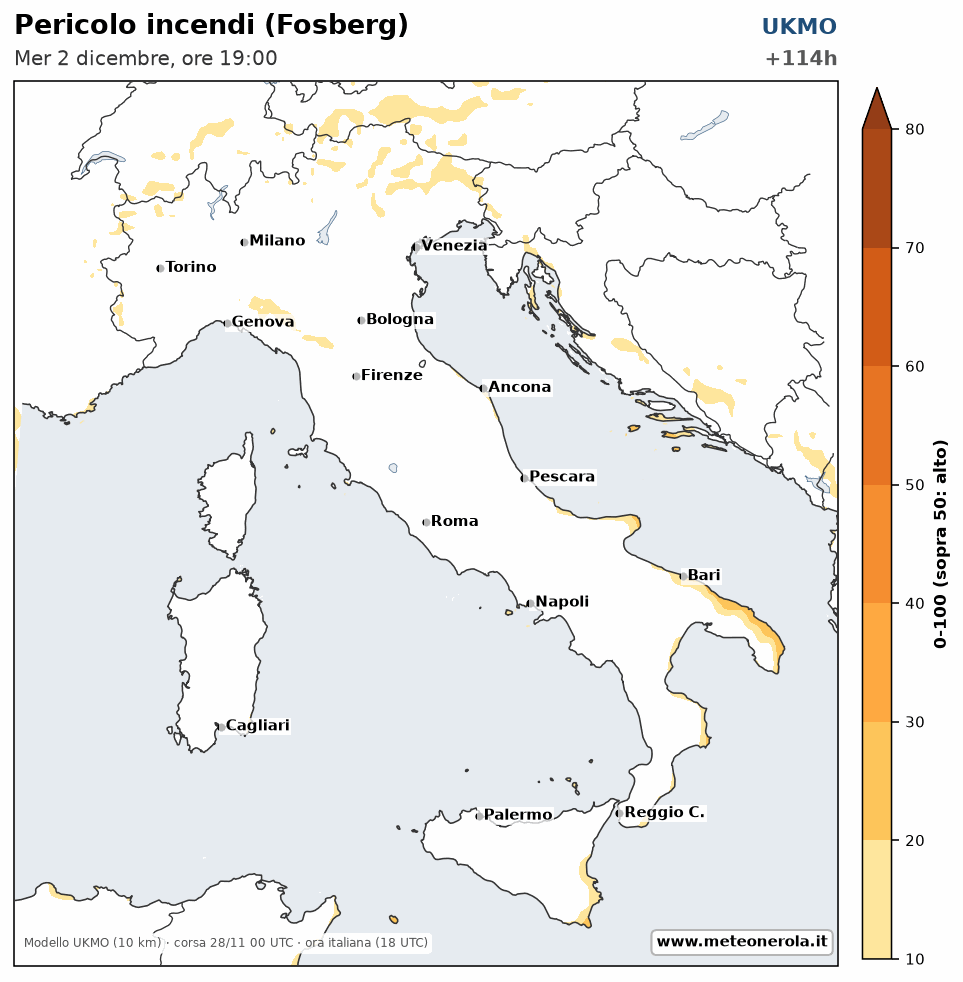 Pericolo incendi (Fosberg)
UKMO
Mer 2 dicembre, ore 19:00
+114h
80
70
60
50
40
30
20
10
0-100 (sopra 50: alto)
Milano
Venezia
Torino
Genova
Bologna
Firenze
Ancona
Pescara
Roma
Bari
Napoli
Cagliari
Palermo
Reggio C.
Modello UKMO (10 km) · corsa 28/11 00 UTC · ora italiana (18 UTC)
www.meteonerola.it